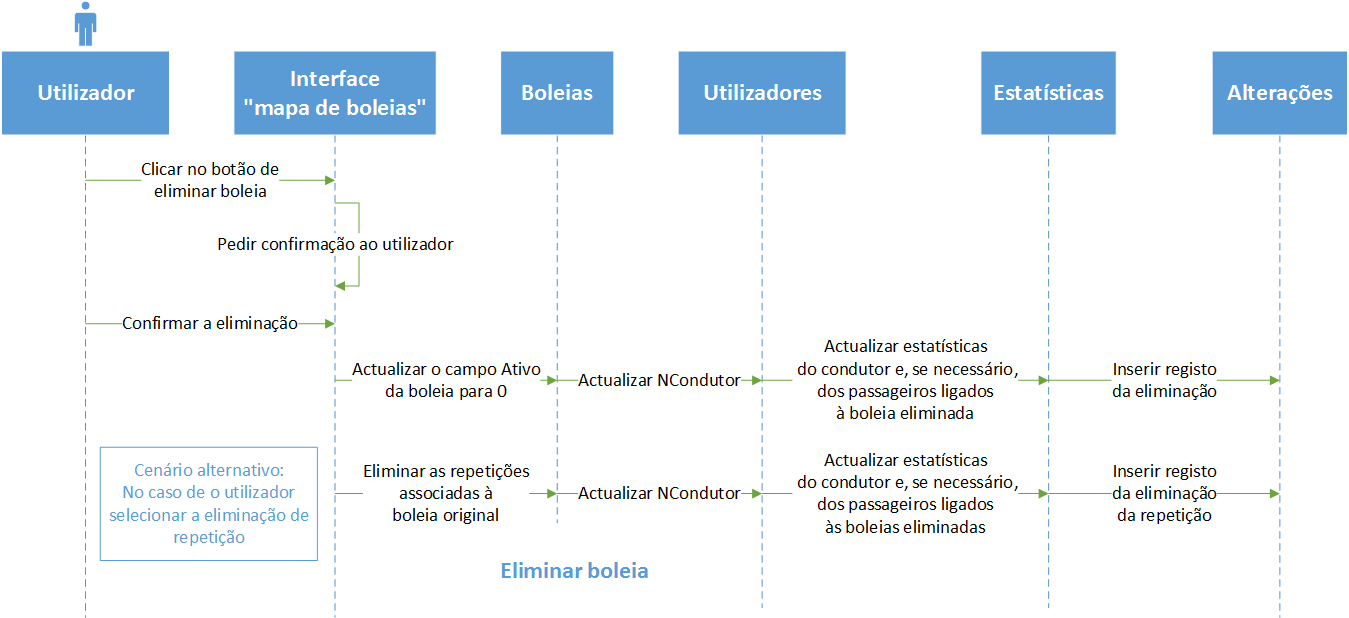 Utilizador
Interface
"mapa de boleias"
Boleias
Utilizadores
Estatísticas
Alterações
Clicar no botão de
eliminar boleia
Pedir confirmação ao utilizador
Confirmar a eliminação
Actualizar o campo Ativo
da boleia para 0
Actualizar NCondutor
Actualizar estatísticas
do condutor e, se necessário,
dos passageiros ligados
à boleia eliminada
Inserir registo
da eliminação
Cenário alternativo:
No caso de o utilizador
selecionar a eliminação de
repetição
Eliminar as repetições
associadas à
boleia original
Actualizar NCondutor
Actualizar estatísticas
do condutor e, se necessário,
dos passageiros ligados
às boleias eliminadas
Inserir registo
da eliminação
da repetição
Eliminar boleia